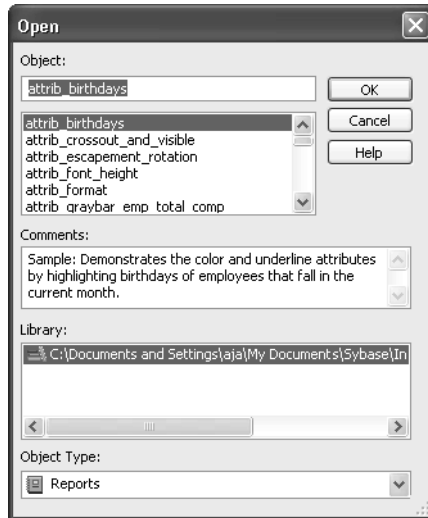 Open
Object:
attrib_birthdays
OK
attrib_birthdays
attrib_crossout_and_visible
attrib_escapement_rotation
attrib_font_height
attrib_format
attrib_graybar_emp_total_comp
Cancel
Help
Comments:
Sample: Demonstrates the color and underline attributes
by highlighting birthdays of employees that fall in the
current month.
Library:
C:\Documents and Settings\aja\My Documents\Sybase\In
Object Type:
Reports